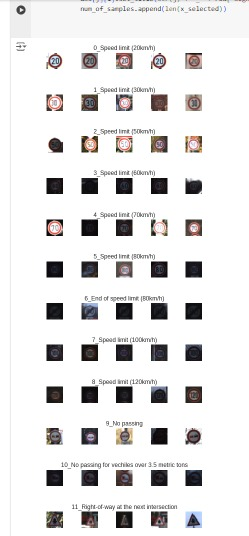 num_of_samples.append(len(x_selected))
0_Speed limit (20km/h)
1_Speed limit (30km/h)
2_Speed limit (50km/h)
3_Speed limit (60km/h)
4_Speed limit (70km/h)
5_Speed limit (80km/h)
6_End of speed limit (80km/h)
7_Speed limit (100km/h)
8_Speed limit (120km/h)
9_No passing
10_No passing for vechiles over 3.5 metric tons
11_Right-of-way at the next intersection